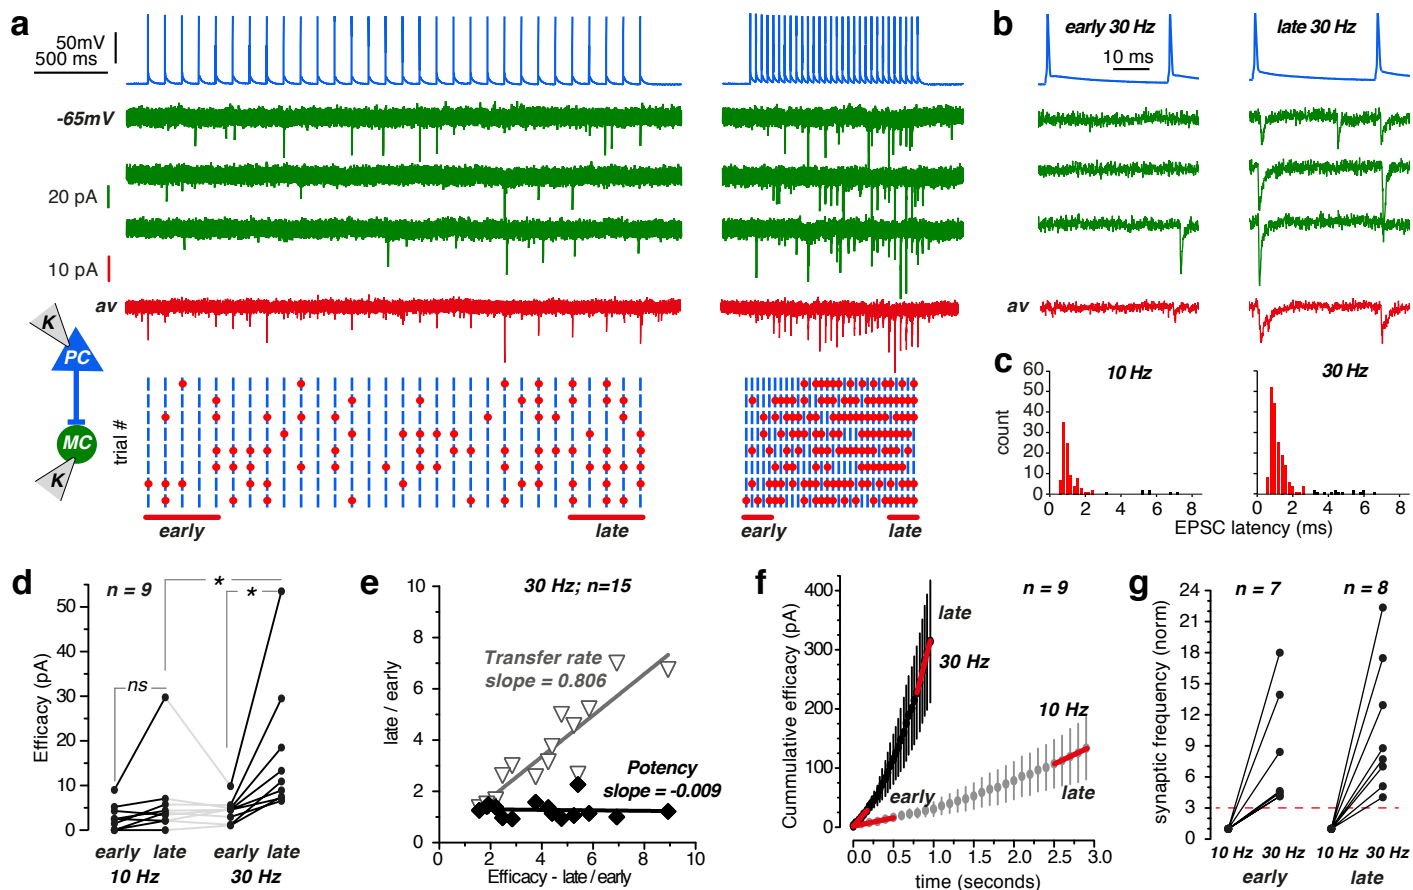 a
50mV
500 ms
-65mV
20 pA
10 pA
av
K
PC
MC
K
trial #
early
late
early
late
b
early 30 Hz
late 30 Hz
10 ms
av
c
10 Hz
30 Hz
60
50
40
30
20
10
0
count
0 2 4 6 8
0 2 4 6 8
EPSC latency (ms)
d
n = 9
*
*
ns
50
40
30
20
10
0
Efficacy (pA)
early late
early late
10 Hz
30 Hz
e
30 Hz; n=15
10
8
6
4
2
0
late / early
Transfer rate
slope = 0.806
Potency
slope = -0.009
0 2 4 6 8 10
Efficacy - late / early
f
n = 9
400
300
200
100
0
Cummulative efficacy (pA)
late
30 Hz
10 Hz
early
late
0.0 0.5 1.0 1.5 2.0 2.5 3.0
time (seconds)
g
n = 7
n = 8
24
21
18
15
12
9
6
3
0
synaptic frequency (norm)
10 Hz 30 Hz
10 Hz 30 Hz
early
late